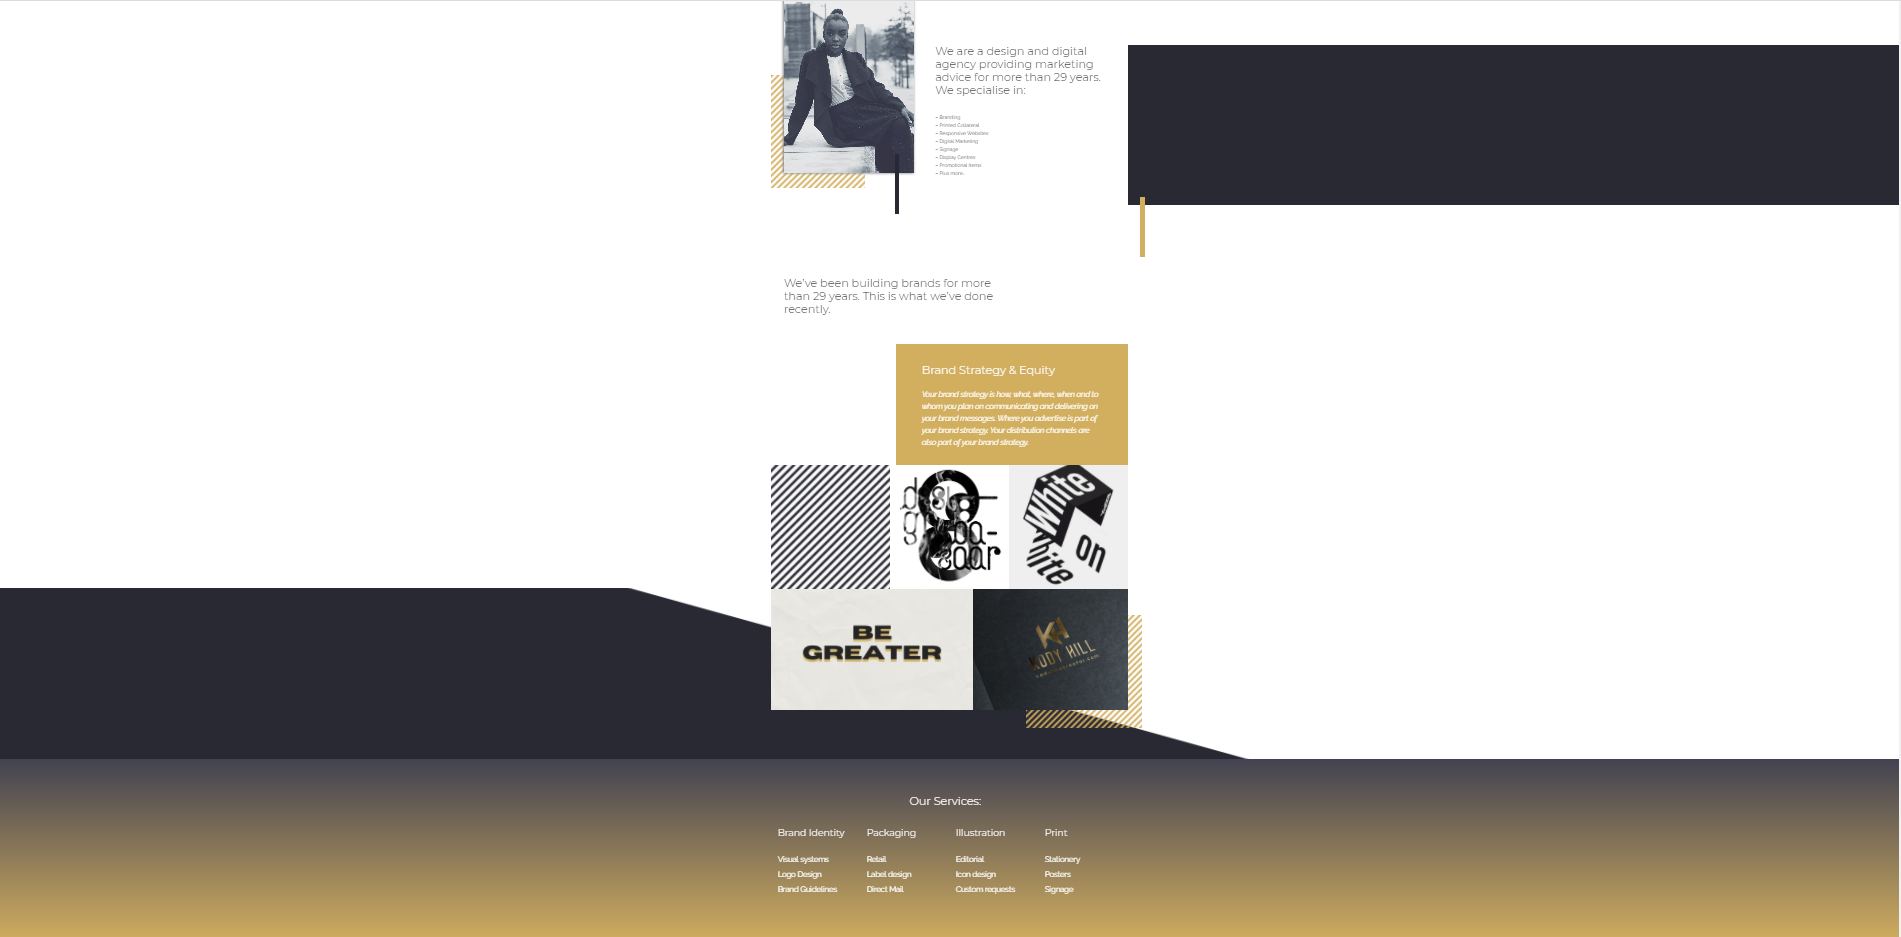 We are a design and digital
agency providing marketing
advice for more than 29 years.
We specialise in:
– Branding
– Printed Collateral
– Responsive Websites
– Digital Marketing
– Signage
– Display Centres
– Promotional Items
– Plus more.
We've been building brands for more
than 29 years. This is what we've done
recently.
Brand Strategy & Equity
Your brand strategy is how, what, where, when and to
whom you plan on communicating and delivering on
your brand messages. Where you advertise is part of
your brand strategy. Your distribution channels are
also part of your brand strategy.
White
on
White
BE
GREATER
KODY HILL
Our Services:
Brand Identity Packaging Illustration Print
Visual systems Retail Editorial Stationery
Logo Design Label design Icon design Posters
Brand Guidelines Direct Mail Custom requests Signage